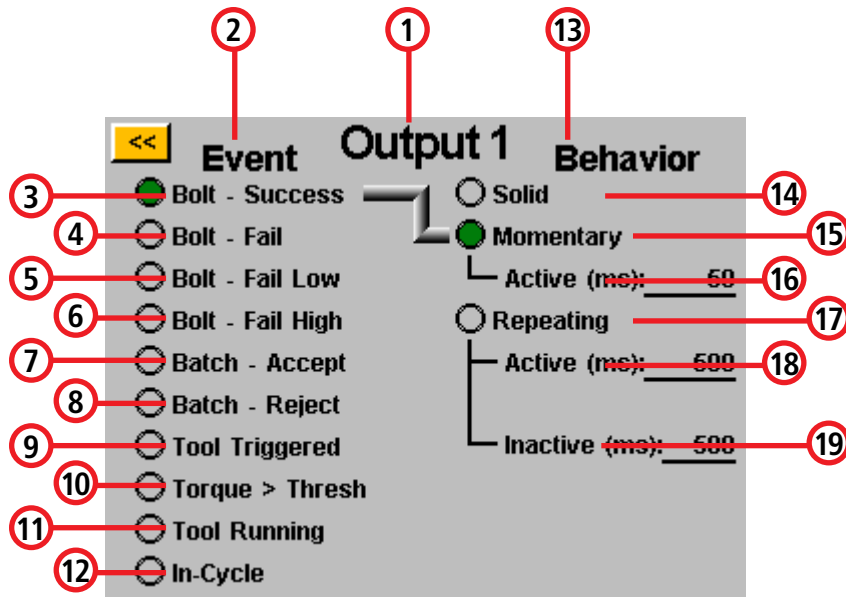 2 1 13
<<
Output 1
Event Behavior
3 Bolt - Success Solid 14
4 Bolt - Fail Momentary 15
5 Bolt - Fail Low Active (ms): 50 16
6 Bolt - Fail High Repeating 17
7 Batch - Accept Active (ms): 500 18
8 Batch - Reject
9 Tool Triggered Inactive (ms): 500 19
10 Torque > Thresh
11 Tool Running
12 In-Cycle